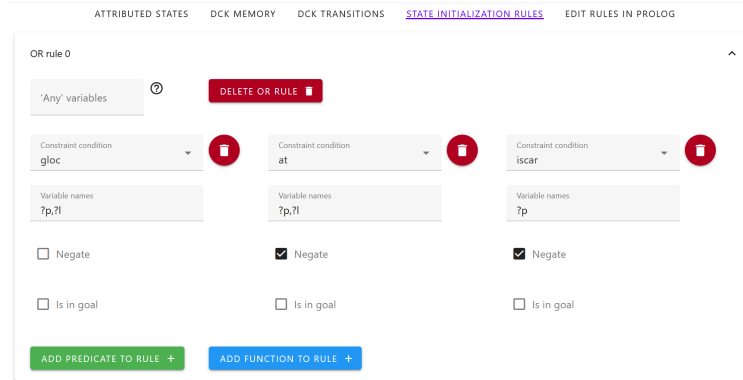 ATTRIBUTED STATES DCK MEMORY DCK TRANSITIONS STATE INITIALIZATION RULES EDIT RULES IN PROLOG
OR rule 0
'Any' variables
DELETE OR RULE
Constraint condition Constraint condition Constraint condition
gloc at iscar
Variable names Variable names Variable names
?p,?l ?p,?l ?p
Negate Negate Negate
Is in goal Is in goal Is in goal
ADD PREDICATE TO RULE + ADD FUNCTION TO RULE +